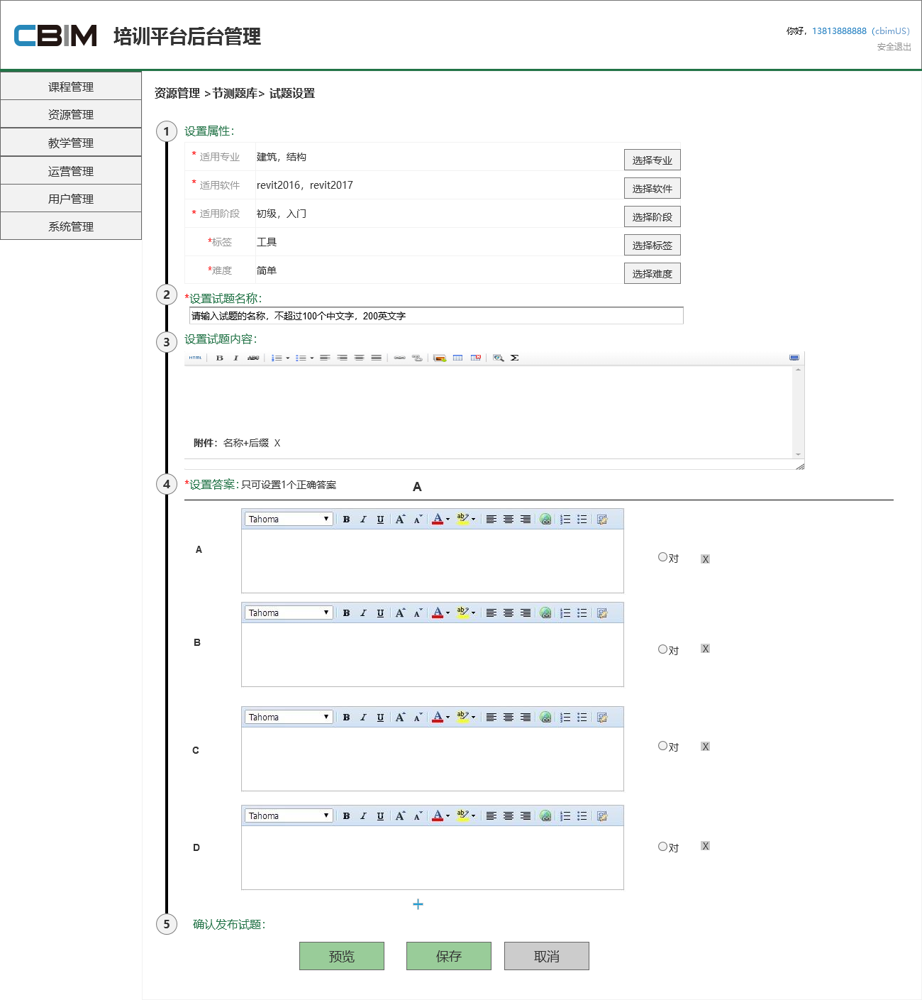 CBIM 培训平台后台管理
你好，13813888888（cbimUS）
安全退出
课程管理
资源管理
教学管理
运营管理
用户管理
系统管理
资源管理 >节测题库> 试题设置
1 设置属性：
* 适用专业 建筑，结构 选择专业
* 适用软件 revit2016，revit2017 选择软件
* 适用阶段 初级，入门 选择阶段
*标签 工具 选择标签
*难度 简单 选择难度
2 *设置试题名称：
请输入试题的名称，不超过100个中文字，200英文字
3 设置试题内容：
HTML B I ABC Σ
附件：名称+后缀 X
4 *设置答案：只可设置1个正确答案 A
Tahoma B I U A A A ab
A 对 X
Tahoma B I U A A A ab
B 对 X
Tahoma B I U A A A ab
C 对 X
Tahoma B I U A A A ab
D 对 X
5 确认发布试题：
预览 保存 取消